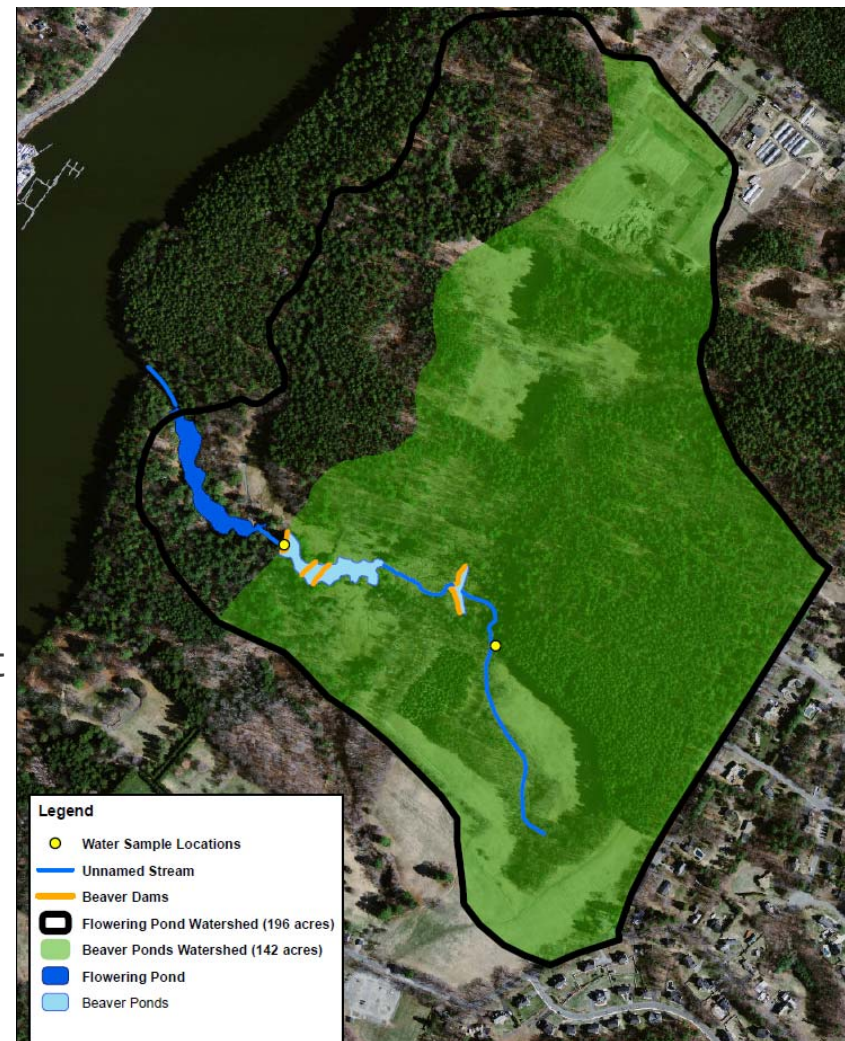 t
Legend
Water Sample Locations
Unnamed Stream
Beaver Dams
Flowering Pond Watershed (196 acres)
Beaver Ponds Watershed (142 acres)
Flowering Pond
Beaver Ponds